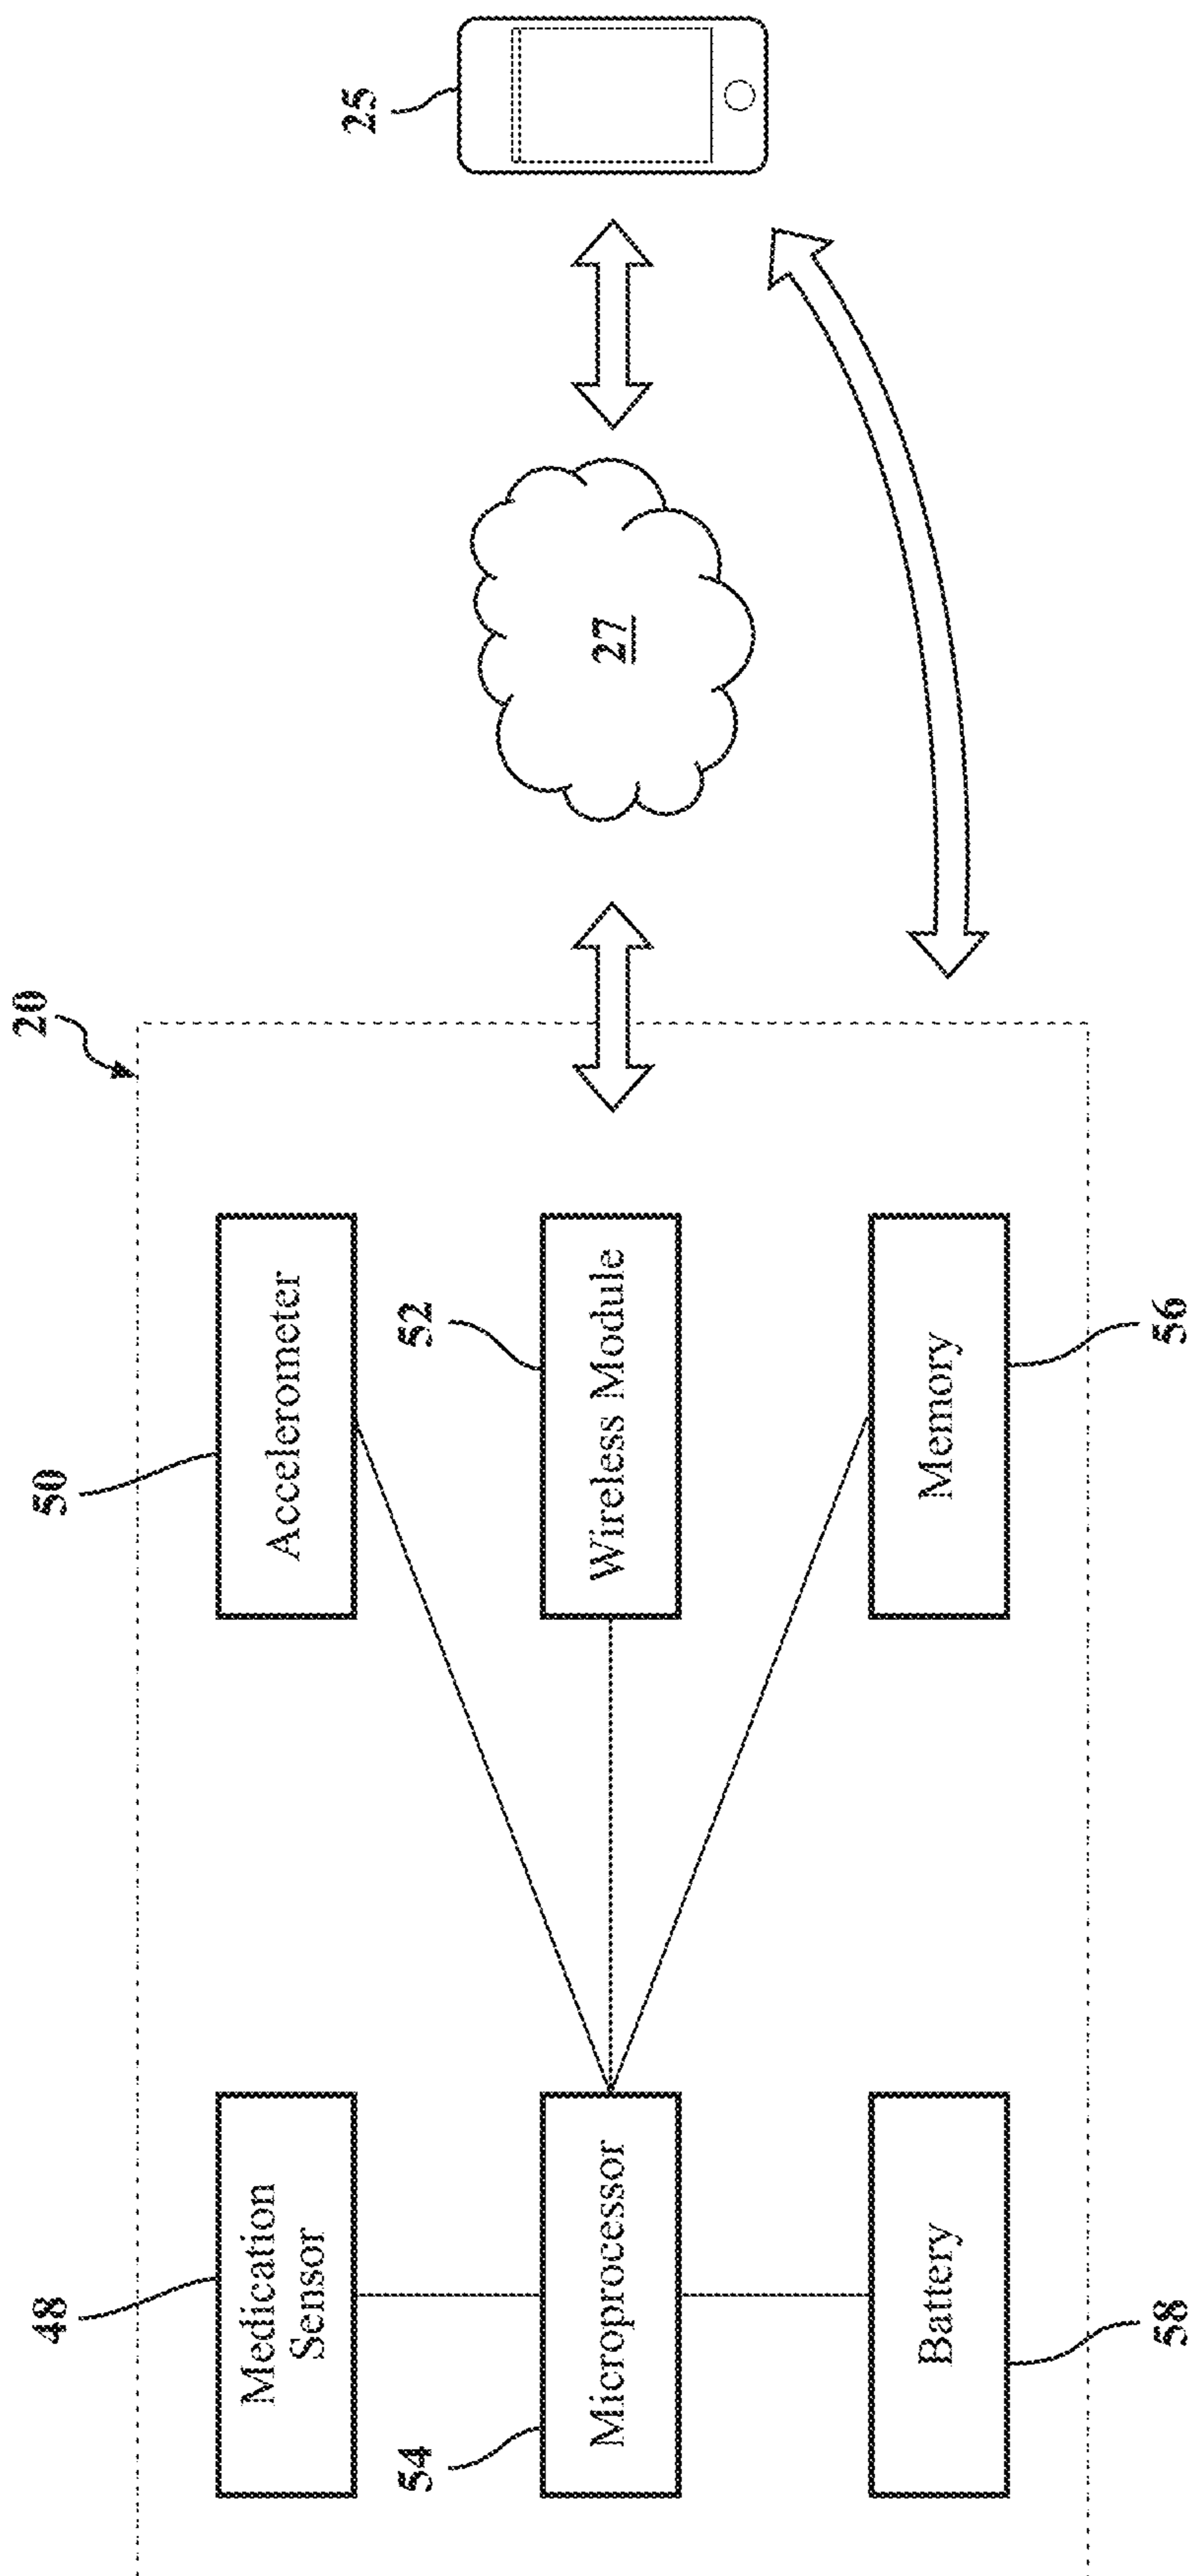 20
48
Medication
Sensor
50
Accelerometer
25
54
Microprocessor
52
Wireless Module
27
Battery
58
Memory
56